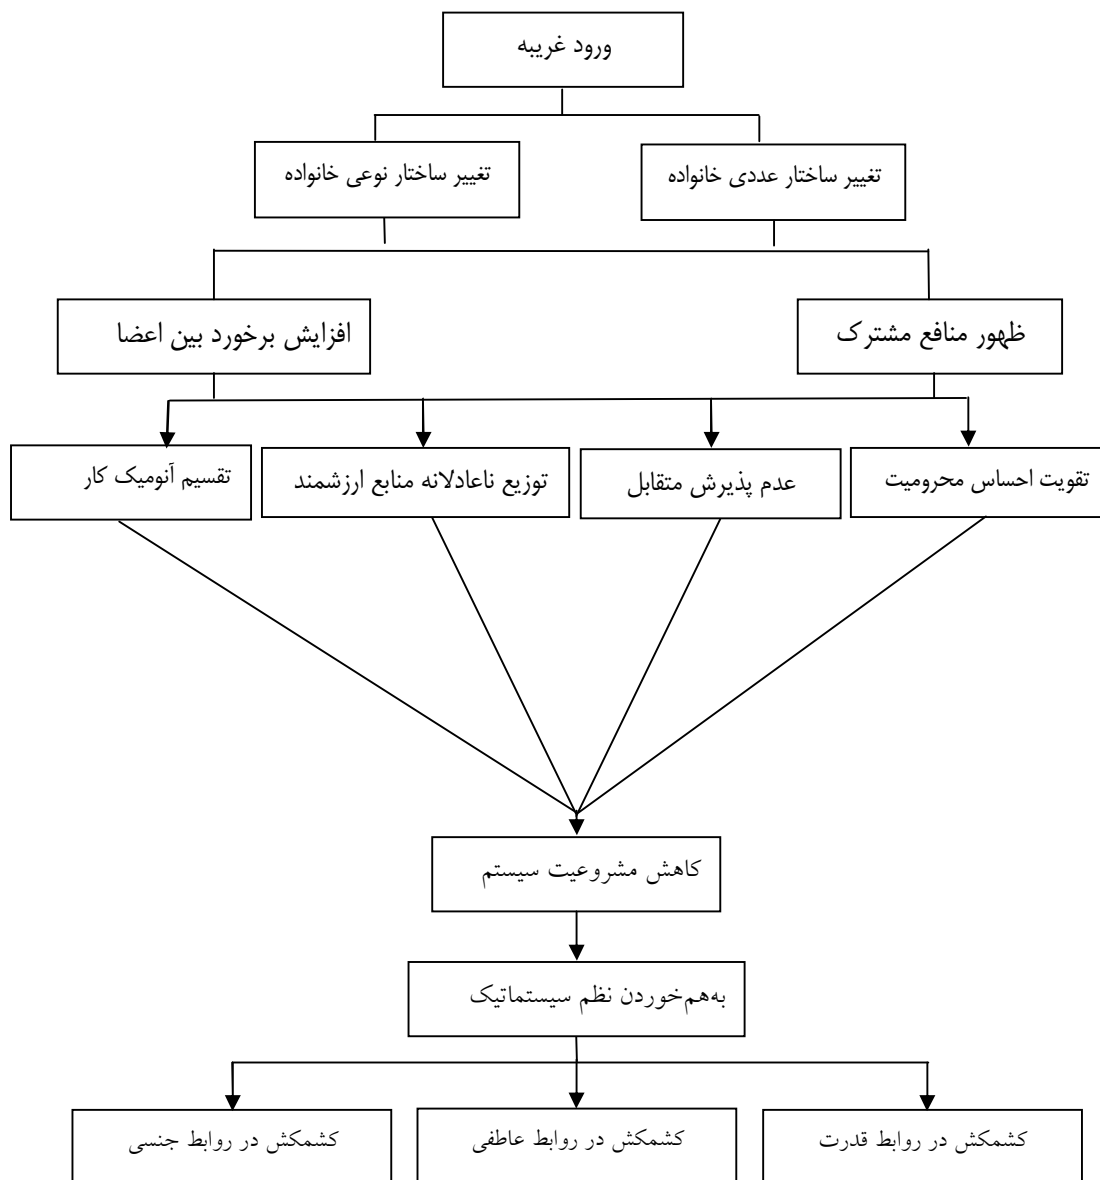 ورود غریبه
تغییر ساختار عددی خانواده
تغییر ساختار نوعی خانواده
ظهور منافع مشترک
افزایش برخورد بین اعضا
تقویت احساس محرومیت
عدم پذیرش متقابل
توزیع ناعادلانه منابع ارزشمند
تقسیم آنومیک کار
کاهش مشروعیت سیستم
به‌هم‌خوردن نظم سیستماتیک
کشمکش در روابط قدرت
کشمکش در روابط عاطفی
کشمکش در روابط جنسی